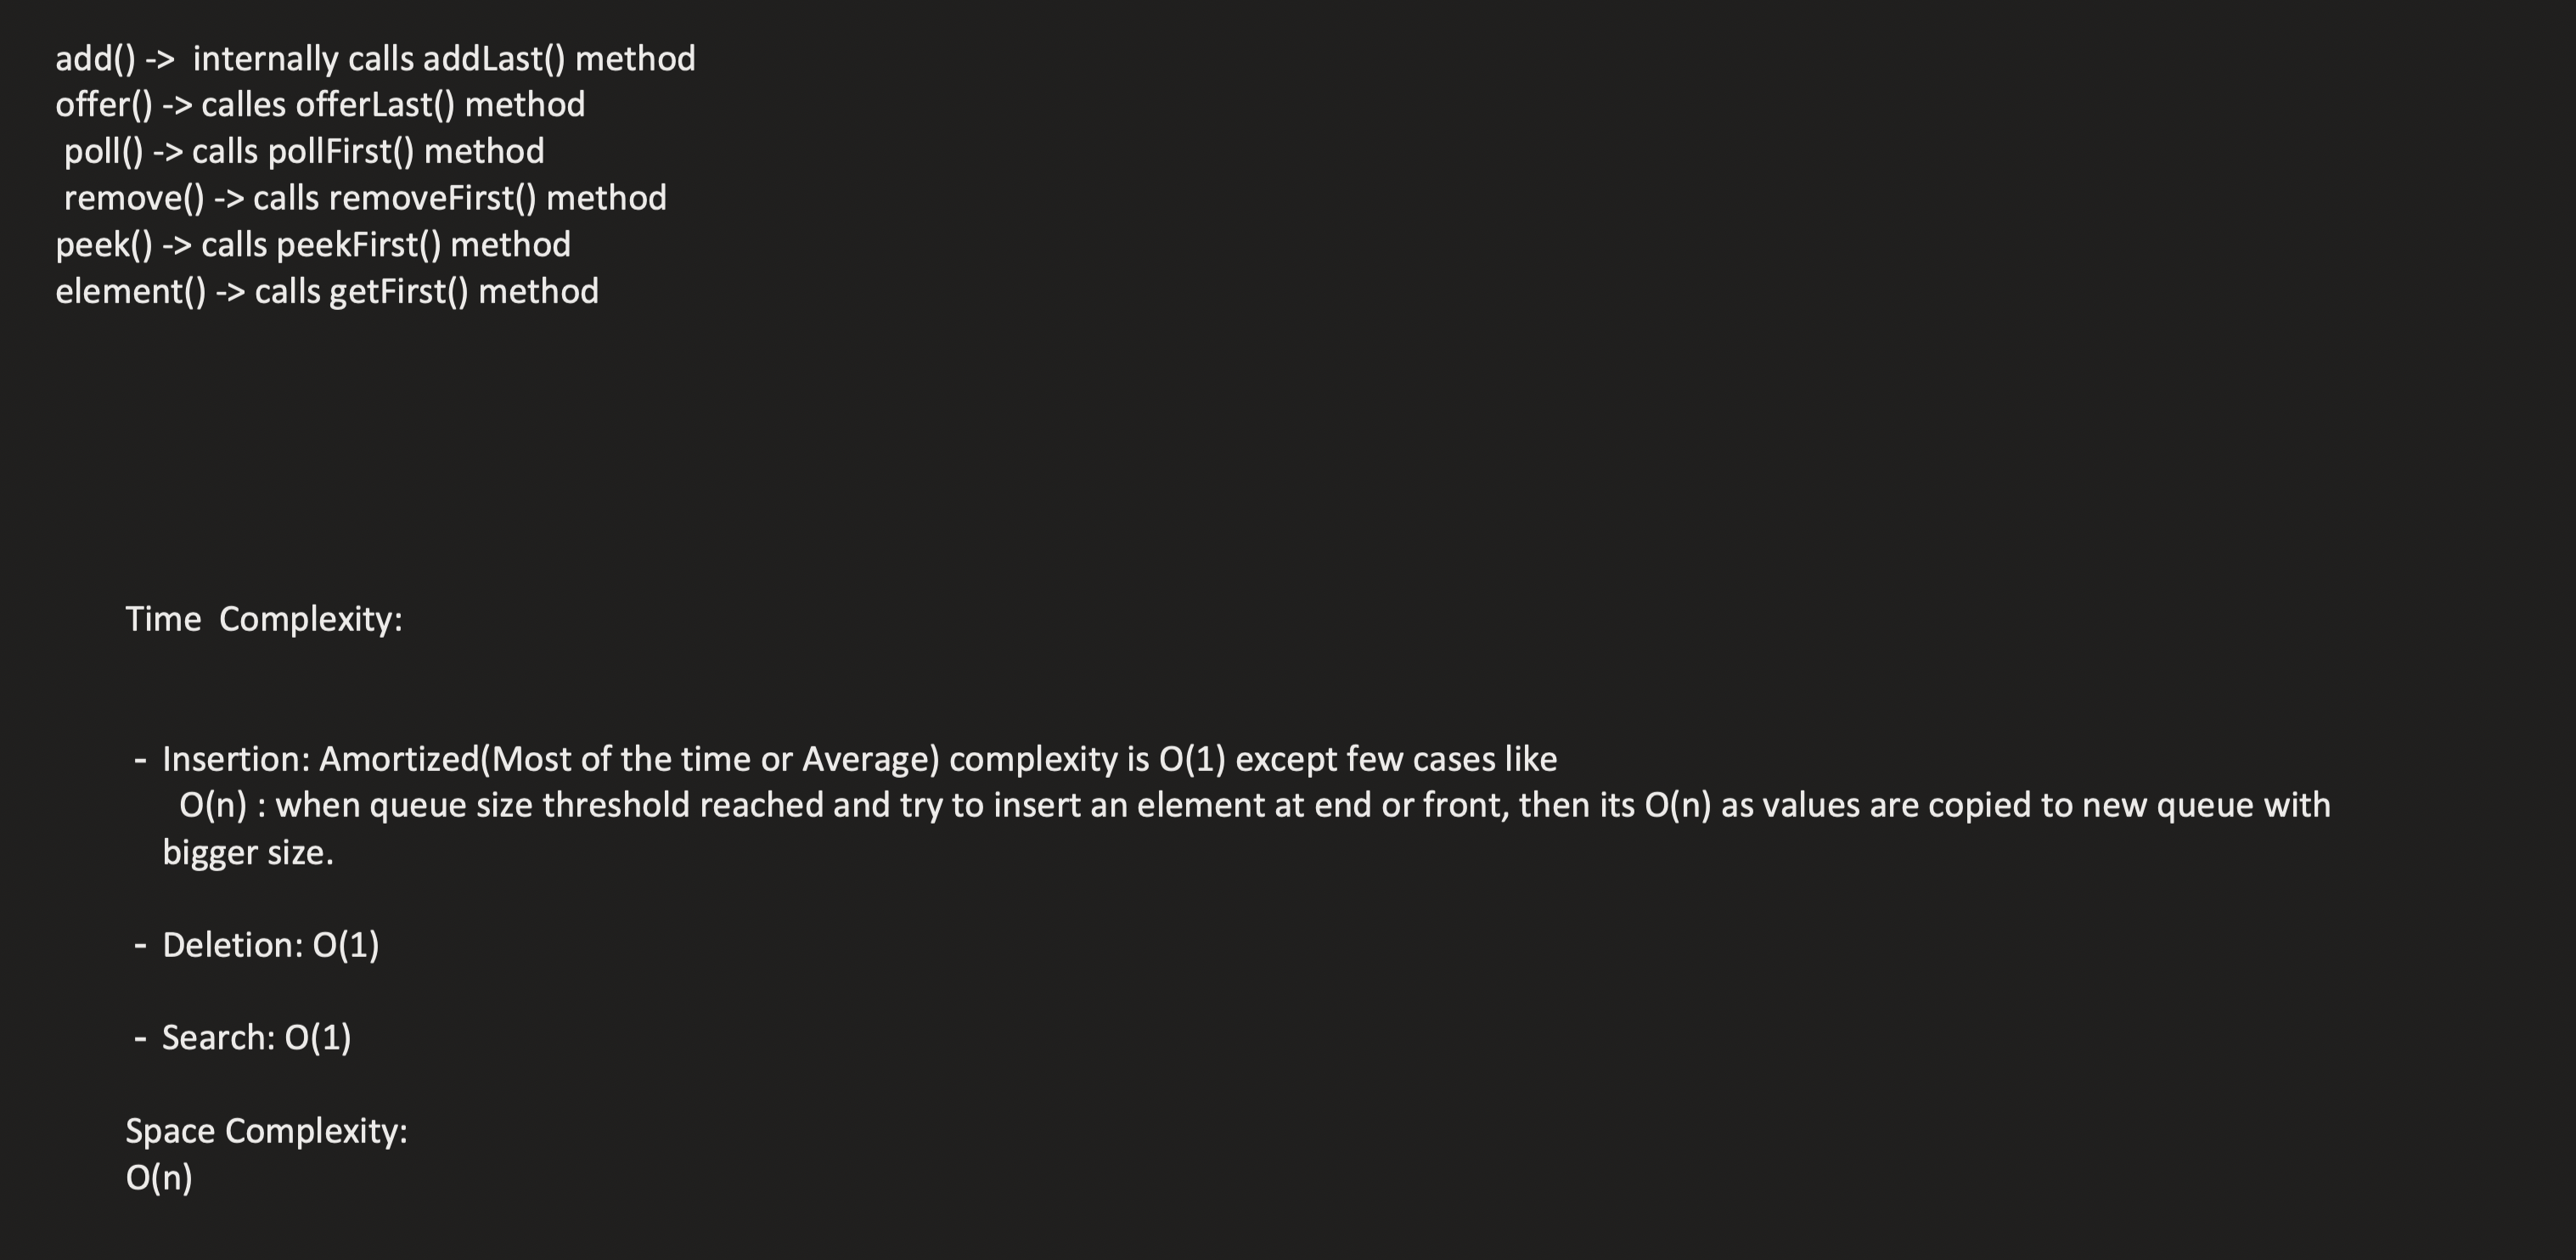 add() ->  internally calls addLast() method
offer() -> calles offerLast() method
poll() -> calls pollFirst() method
remove() -> calls removeFirst() method
peek() -> calls peekFirst() method
element() -> calls getFirst() method
Time  Complexity:
- Insertion: Amortized(Most of the time or Average) complexity is O(1) except few cases like
O(n) : when queue size threshold reached and try to insert an element at end or front, then its O(n) as values are copied to new queue with
bigger size.
- Deletion: O(1)
- Search: O(1)
Space Complexity:
O(n)